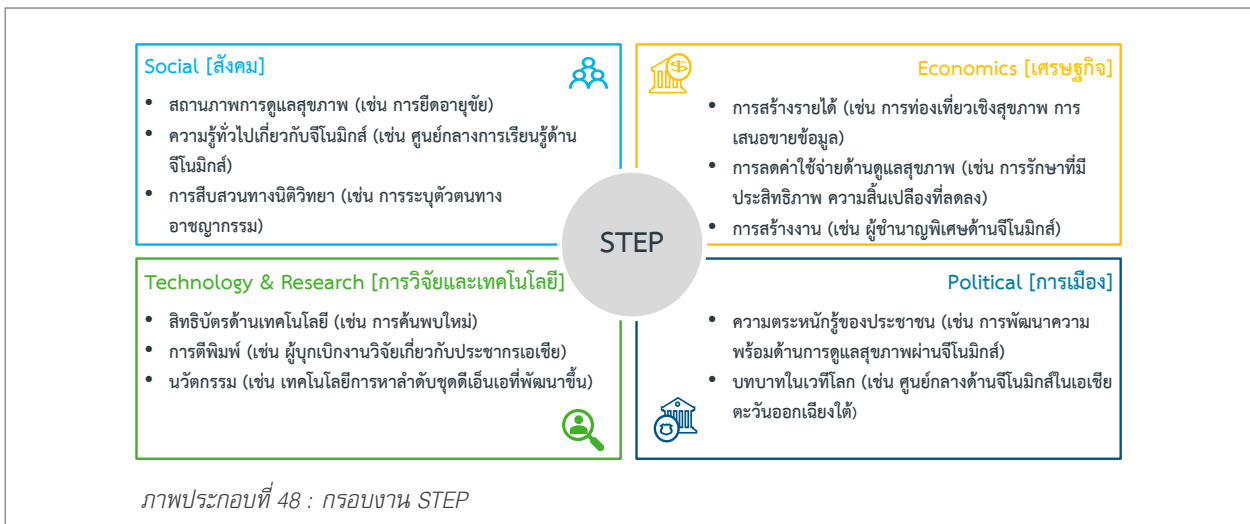 Social [สังคม]
• สถานภาพการดูแลสุขภาพ (เช่น การยืดอายุขัย)
• ความรู้ทั่วไปเกี่ยวกับจีโนมิกส์ (เช่น ศูนย์กลางการเรียนรู้ด้าน
จีโนมิกส์)
• การสืบสวนทางนิติวิทยา (เช่น การระบุตัวตนทาง
อาชญากรรม)
Economics [เศรษฐกิจ]
• การสร้างรายได้ (เช่น การท่องเที่ยวเชิงสุขภาพ การ
เสนอขายข้อมูล)
• การลดค่าใช้จ่ายด้านดูแลสุขภาพ (เช่น การรักษาที่มี
ประสิทธิภาพ ความสิ้นเปลืองที่ลดลง)
• การสร้างงาน (เช่น ผู้ชำนาญพิเศษด้านจีโนมิกส์)
STEP
Technology & Research [การวิจัยและเทคโนโลยี]
• สิทธิบัตรด้านเทคโนโลยี (เช่น การค้นพบใหม่)
• การตีพิมพ์ (เช่น ผู้บุกเบิกงานวิจัยเกี่ยวกับประชากรเอเชีย)
• นวัตกรรม (เช่น เทคโนโลยีการหาลำดับชุดดีเอ็นเอที่พัฒนาขึ้น)
Political [การเมือง]
• ความตระหนักรู้ของประชาชน (เช่น การพัฒนาความ
พร้อมด้านการดูแลสุขภาพผ่านจีโนมิกส์)
• บทบาทในเวทีโลก (เช่น ศูนย์กลางด้านจีโนมิกส์ในเอเชีย
ตะวันออกเฉียงใต้)
ภาพประกอบที่ 48 : กรอบงาน STEP